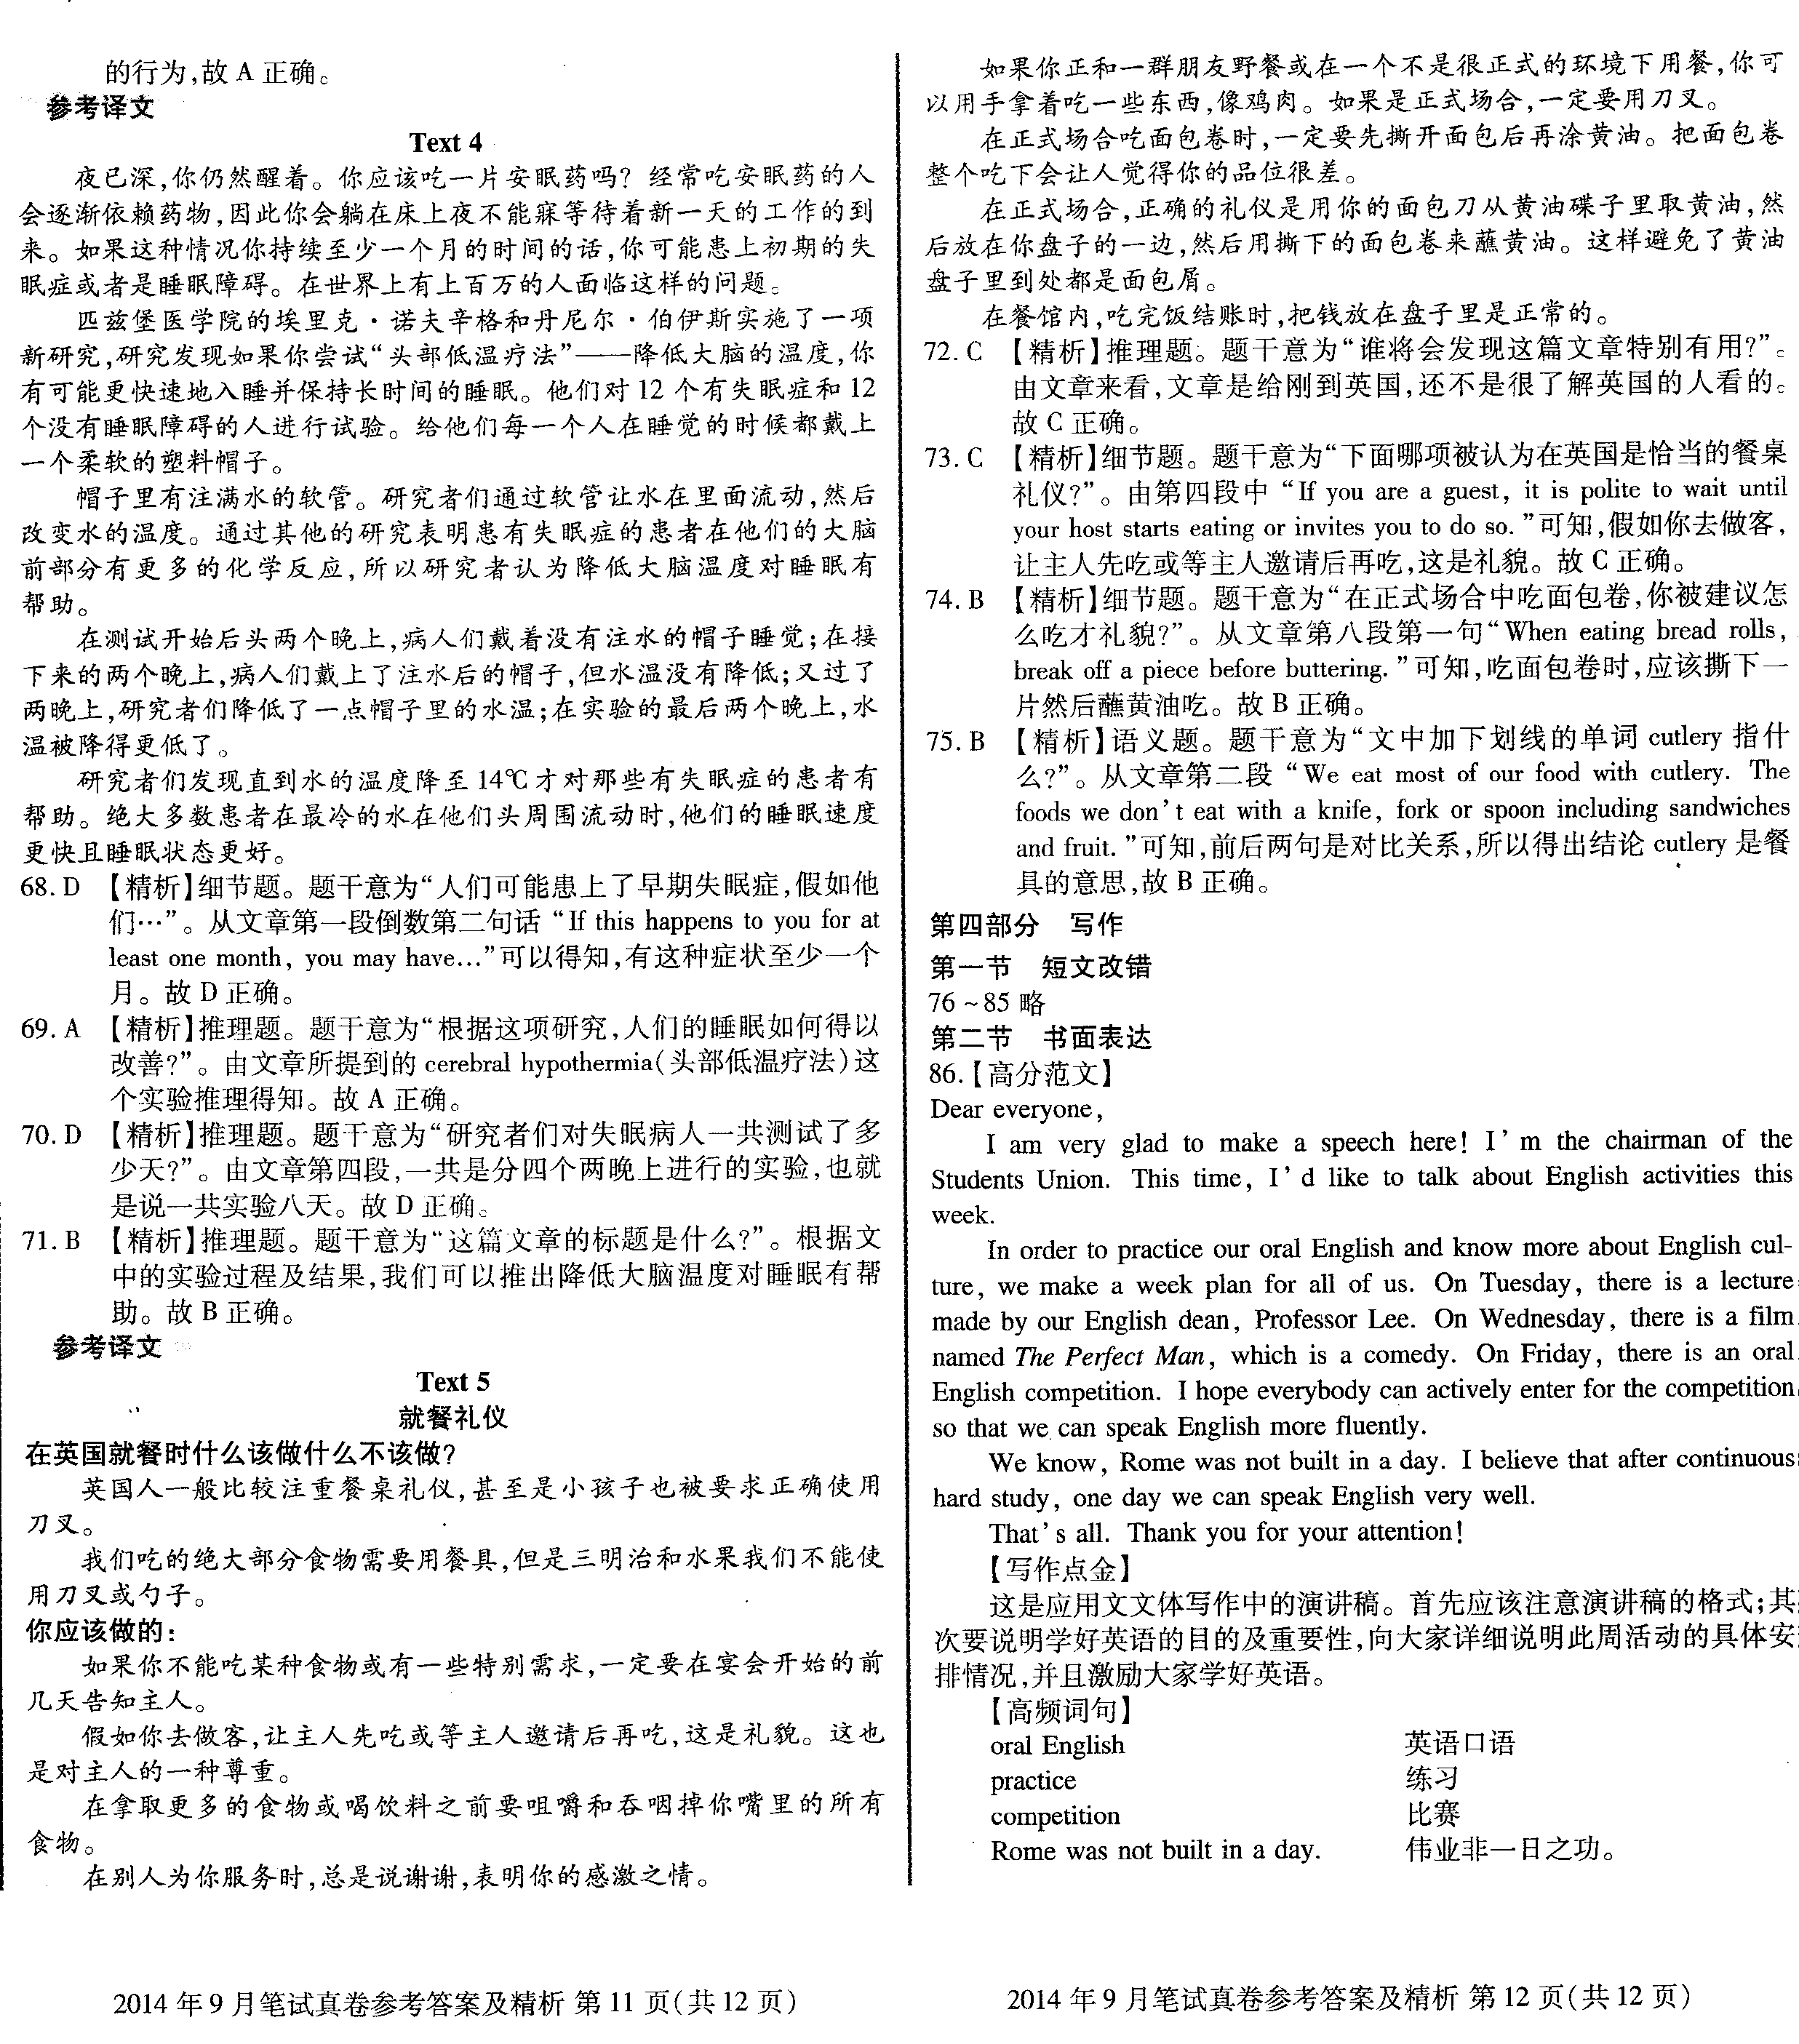 的行为,故 A 正确。
参考译文
Text 4
夜已深,你仍然醒着。你应该吃一片安眠药吗?经常吃安眠药的人
会逐渐依赖药物,因此你会躺在床上夜不能寐等待着新一天的工作的到
来。如果这种情况你持续至少一个月的时间的话,你可能患上初期的失
眠症或者是睡眠障碍。在世界上有上百万的人面临这样的问题。
匹兹堡医学院的埃里克·诺夫辛格和丹尼尔·伯伊斯实施了一项
新研究,研究发现如果你尝试“头部低温疗法”——降低大脑的温度,你
有可能更快速地入睡并保持长时间的睡眠。他们对 12 个有失眠症和 12
个没有睡眠障碍的人进行试验。给他们每一个人在睡觉的时候都戴上
一个柔软的塑料帽子。
帽子里有注满水的软管。研究者们通过软管让水在里面流动,然后
改变水的温度。通过其他的研究表明患有失眠症的患者在他们的大脑
前部分有更多的化学反应,所以研究者认为降低大脑温度对睡眠有
帮助。
在测试开始后头两个晚上,病人们戴着没有注水的帽子睡觉;在接
下来的两个晚上,病人们戴上了注水后的帽子,但水温没有降低;又过了
两晚上,研究者们降低了一点帽子里的水温;在实验的最后两个晚上,水
温被降得更低了。
研究者们发现直到水的温度降至 14℃才对那些有失眠症的患者有
帮助。绝大多数患者在最冷的水在他们头周围流动时,他们的睡眠速度
更快且睡眠状态更好。
68. D 【精析】细节题。题干意为“人们可能患上了早期失眠症,假如他
们…”。从文章第一段倒数第二句话 “If this happens to you for at
least one month, you may have...”可以得知,有这种症状至少一个
月。故 D 正确。
69. A 【精析】推理题。题干意为“根据这项研究,人们的睡眠如何得以
改善?”。由文章所提到的 cerebral hypothermia(头部低温疗法)这
个实验推理得知。故 A 正确。
70. D 【精析】推理题。题干意为“研究者们对失眠病人一共测试了多
少天?”。由文章第四段,一共是分四个两晚上进行的实验,也就
是说一共实验八天。故 D 正确。
71. B 【精析】推理题。题干意为“这篇文章的标题是什么?”。根据文
中的实验过程及结果,我们可以推出降低大脑温度对睡眠有帮
助。故 B 正确。
参考译文
Text 5
就餐礼仪
在英国就餐时什么该做什么不该做?
英国人一般比较注重餐桌礼仪,甚至是小孩子也被要求正确使用
刀叉。
我们吃的绝大部分食物需要用餐具,但是三明治和水果我们不能使
用刀叉或勺子。
你应该做的:
如果你不能吃某种食物或有一些特别需求,一定要在宴会开始的前
几天告知主人。
假如你去做客,让主人先吃或等主人邀请后再吃,这是礼貌。这也
是对主人的一种尊重。
在拿取更多的食物或喝饮料之前要咀嚼和吞咽掉你嘴里的所有
食物。
在别人为你服务时,总是说谢谢,表明你的感激之情。
2014 年 9 月笔试真卷参考答案及精析 第 11 页(共 12 页)
如果你正和一群朋友野餐或在一个不是很正式的环境下用餐,你可
以用手拿着吃一些东西,像鸡肉。如果是正式场合,一定要用刀叉。
在正式场合吃面包卷时,一定要先撕开面包后再涂黄油。把面包卷
整个吃下会让人觉得你的品位很差。
在正式场合,正确的礼仪是用你的面包刀从黄油碟子里取黄油,然
后放在你盘子的一边,然后用撕下的面包卷来蘸黄油。这样避免了黄油
盘子里到处都是面包屑。
在餐馆内,吃完饭结账时,把钱放在盘子里是正常的。
72. C 【精析】推理题。题干意为“谁将会发现这篇文章特别有用?”。
由文章来看,文章是给刚到英国,还不是很了解英国的人看的。
故 C 正确。
73. C 【精析】细节题。题干意为“下面哪项被认为在英国是恰当的餐桌
礼仪?”。由第四段中 “If you are a guest, it is polite to wait until
your host starts eating or invites you to do so.”可知,假如你去做客,
让主人先吃或等主人邀请后再吃,这是礼貌。故 C 正确。
74. B 【精析】细节题。题干意为“在正式场合中吃面包卷,你被建议怎
么吃才礼貌?”。从文章第八段第一句“When eating bread rolls,
break off a piece before buttering.”可知,吃面包卷时,应该撕下一
片然后蘸黄油吃。故 B 正确。
75. B 【精析】语义题。题干意为“文中加下划线的单词 cutlery 指什
么?”。从文章第二段 “We eat most of our food with cutlery. The
foods we don't eat with a knife, fork or spoon including sandwiches
and fruit.”可知,前后两句是对比关系,所以得出结论 cutlery 是餐
具的意思,故 B 正确。
第四部分 写作
第一节 短文改错
76~85 略
第二节 书面表达
86.【高分范文】
Dear everyone,
I am very glad to make a speech here! I'm the chairman of the
Students Union. This time, I'd like to talk about English activities this
week.
In order to practice our oral English and know more about English cul-
ture, we make a week plan for all of us. On Tuesday, there is a lecture
made by our English dean, Professor Lee. On Wednesday, there is a film
named The Perfect Man, which is a comedy. On Friday, there is an oral
English competition. I hope everybody can actively enter for the competition
so that we can speak English more fluently.
We know, Rome was not built in a day. I believe that after continuous
hard study, one day we can speak English very well.
That's all. Thank you for your attention!
【写作点金】
这是应用文文体写作中的演讲稿。首先应该注意演讲稿的格式;其
次要说明学好英语的目的及重要性,向大家详细说明此周活动的具体安
排情况,并且激励大家学好英语。
【高频词句】
oral English 英语口语
practice 练习
competition 比赛
Rome was not built in a day. 伟业非一日之功。
2014 年 9 月笔试真卷参考答案及精析 第 12 页(共 12 页)